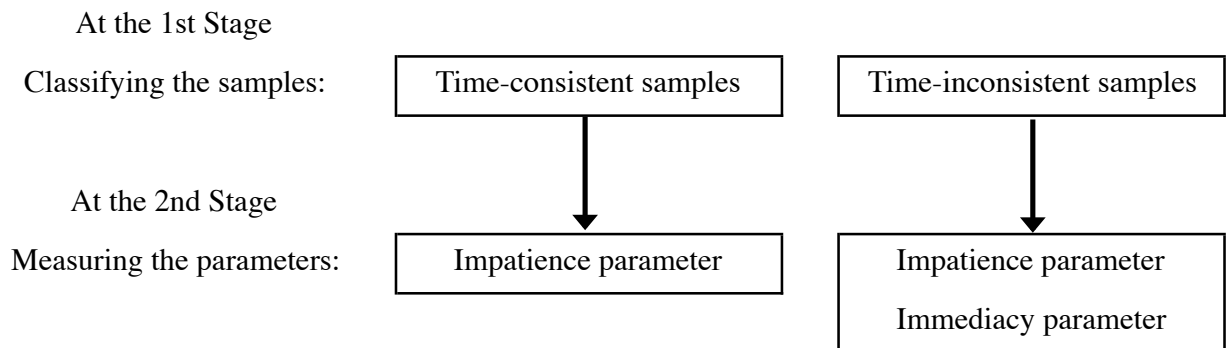 At the 1st Stage
Classifying the samples: Time-consistent samples Time-inconsistent samples
At the 2nd Stage
Measuring the parameters: Impatience parameter Impatience parameter
Immediacy parameter